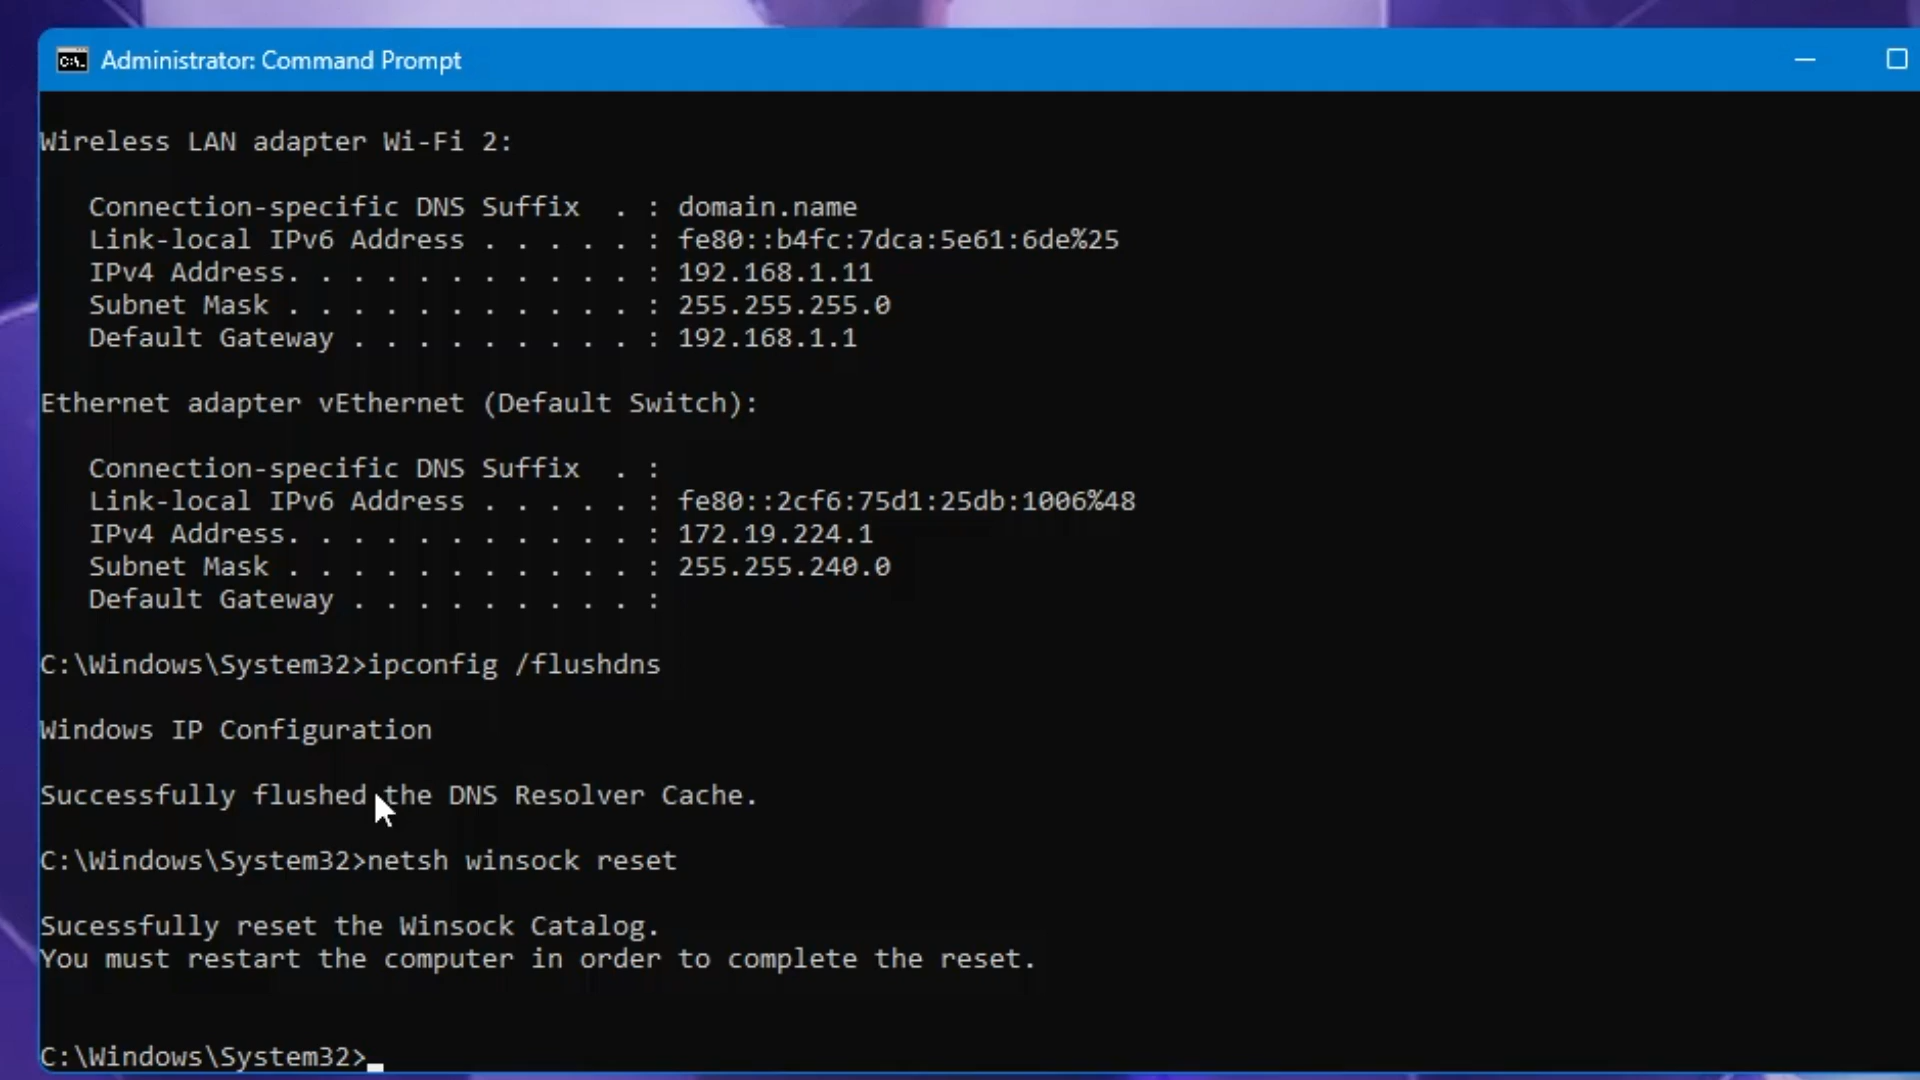 Administrator: Command Prompt
Wireless LAN adapter Wi-Fi 2:
Connection-specific DNS Suffix  . : domain.name
Link-local IPv6 Address . . . . . : fe80::b4fc:7dca:5e61:6de%25
IPv4 Address. . . . . . . . . . . : 192.168.1.11
Subnet Mask . . . . . . . . . . . : 255.255.255.0
Default Gateway . . . . . . . . . : 192.168.1.1
Ethernet adapter vEthernet (Default Switch):
Connection-specific DNS Suffix  . :
Link-local IPv6 Address . . . . . : fe80::2cf6:75d1:25db:1006%48
IPv4 Address. . . . . . . . . . . : 172.19.224.1
Subnet Mask . . . . . . . . . . . : 255.255.240.0
Default Gateway . . . . . . . . . :
C:\Windows\System32>ipconfig /flushdns
Windows IP Configuration
Successfully flushed the DNS Resolver Cache.
C:\Windows\System32>netsh winsock reset
Sucessfully reset the Winsock Catalog.
You must restart the computer in order to complete the reset.
C:\Windows\System32>